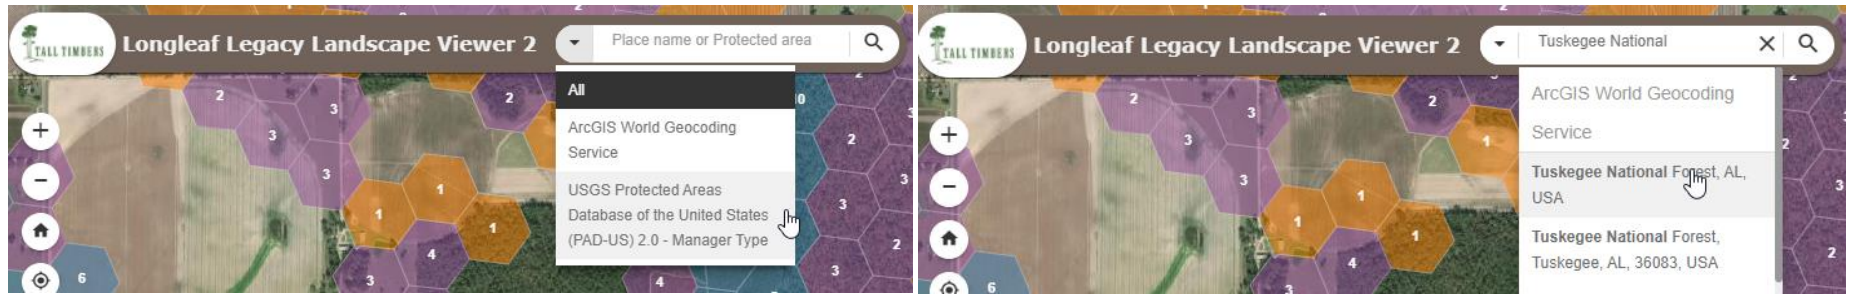 TALL TIMBERS
Longleaf Legacy Landscape Viewer 2
Place name or Protected area
All
ArcGIS World Geocoding
Service
USGS Protected Areas
Database of the United States
(PAD-US) 2.0 - Manager Type
2
3
2
3
3
1
1
1
4
3
4
6
10
2
3
3
2
3
TALL TIMBERS
Longleaf Legacy Landscape Viewer 2
Tuskegee National
ArcGIS World Geocoding
Service
Tuskegee National Forest, AL,
USA
Tuskegee National Forest,
Tuskegee, AL, 36083, USA
2
3
2
3
3
1
1
1
1
4
3
6
2
3
2